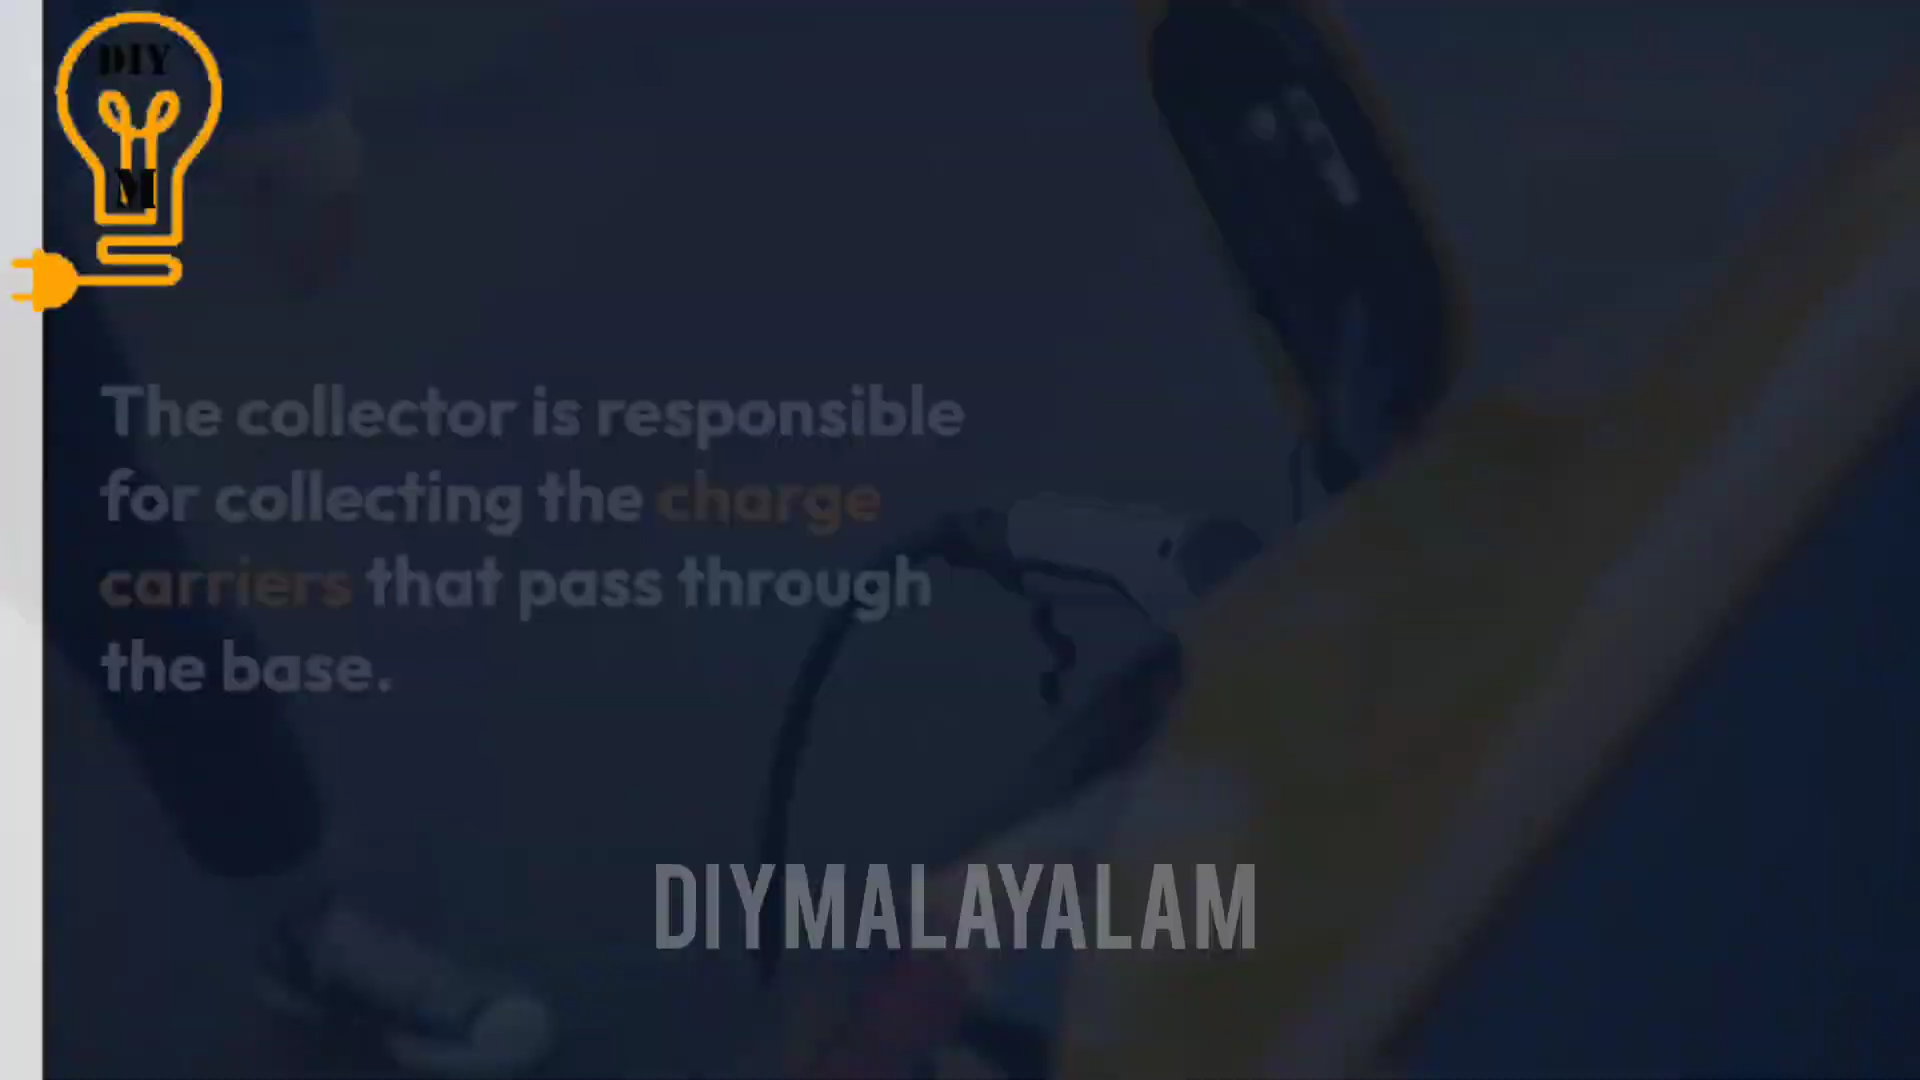 DIY
M
The collector is responsible
for collecting the charge
carriers that pass through
the base.
DIYMALAYALAM